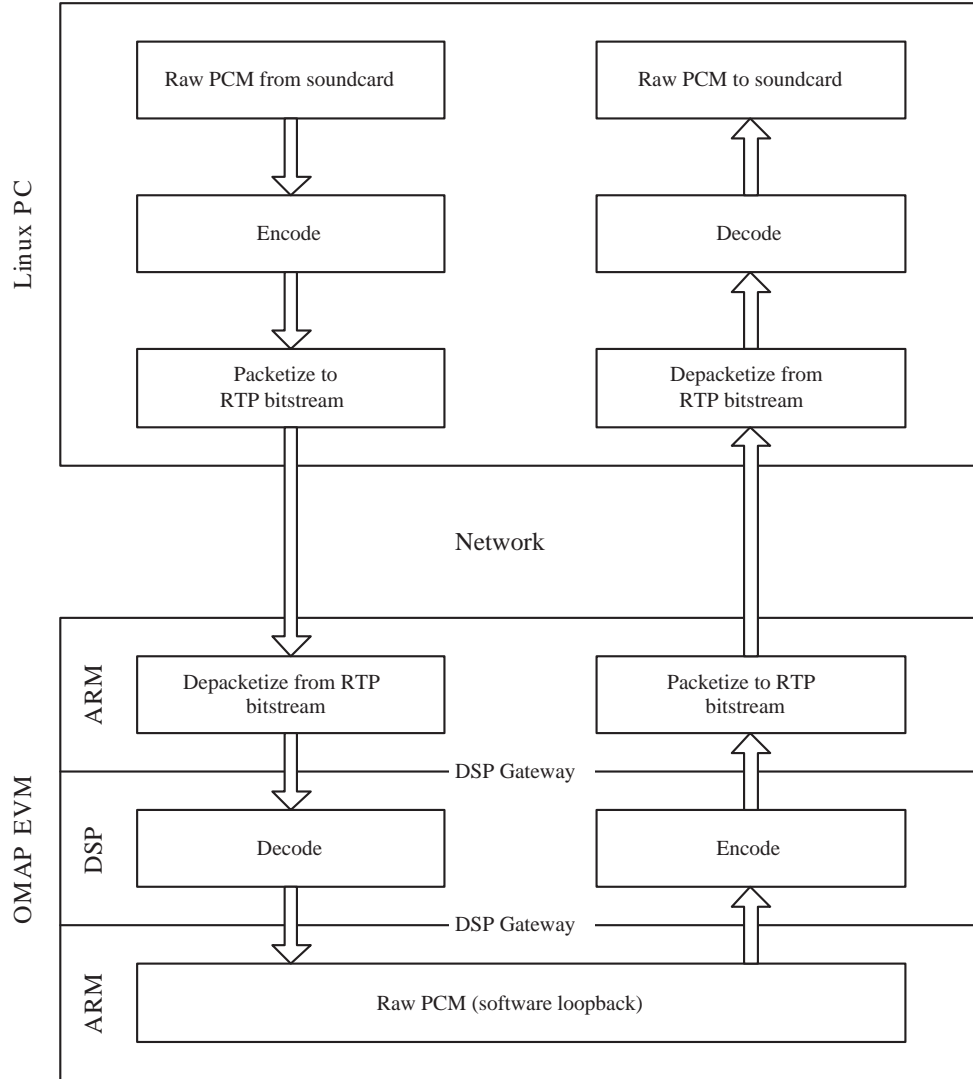 Raw PCM from soundcard
Raw PCM to soundcard
Linux PC
Encode
Decode
Packetize to
RTP bitstream
Depacketize from
RTP bitstream
Network
OMAP EVM
ARM
Depacketize from RTP
bitstream
Packetize to RTP
bitstream
DSP Gateway
DSP
Decode
Encode
DSP Gateway
ARM
Raw PCM (software loopback)